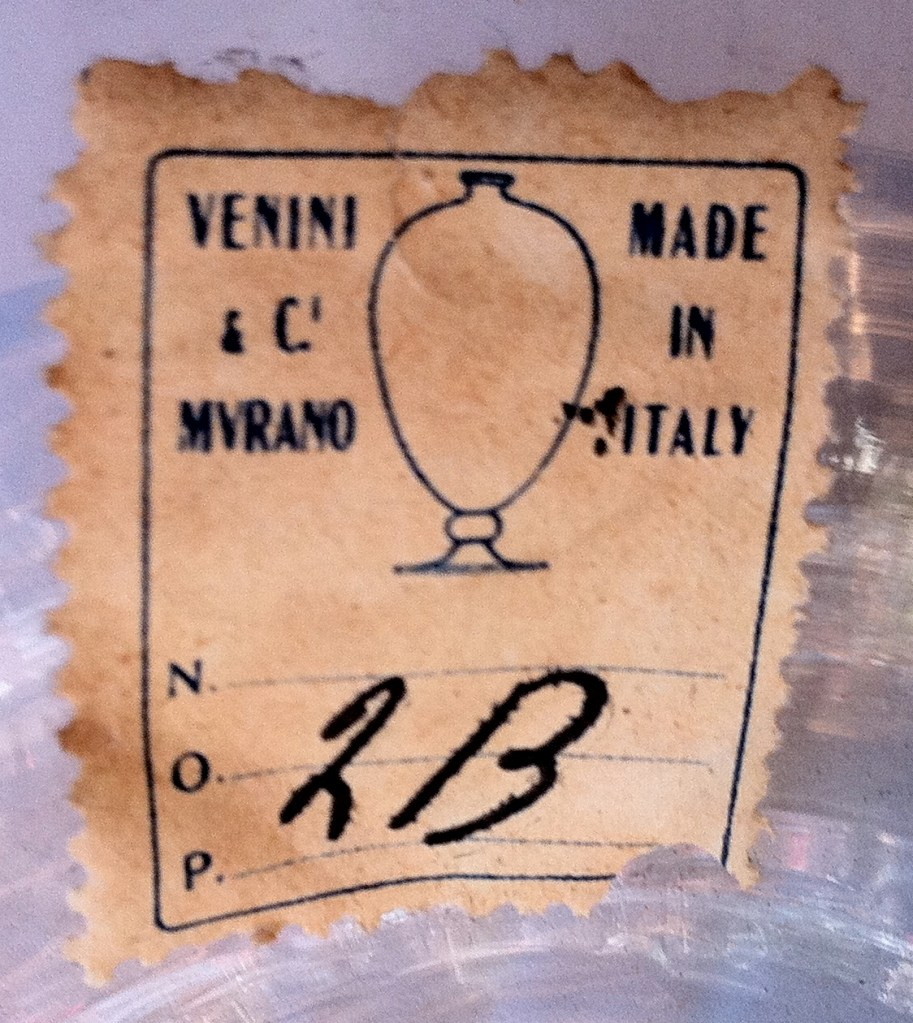 VENINI
& C.I
MVRANO
MADE
IN
ITALY
N.
O.
P.
2B